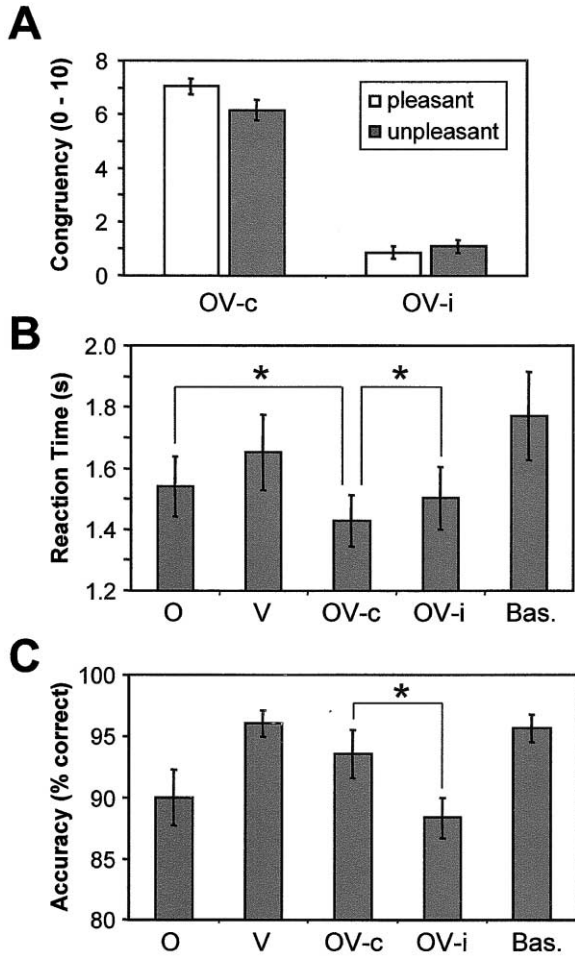 A
Congruency (0 - 10)
8
6
4
2
0
pleasant
unpleasant
OV-c OV-i
B
Reaction Time (s)
2.0
1.8
1.6
1.4
1.2
* *
O V OV-c OV-i Bas.
C
Accuracy (% correct)
100
95
90
85
80
*
O V OV-c OV-i Bas.